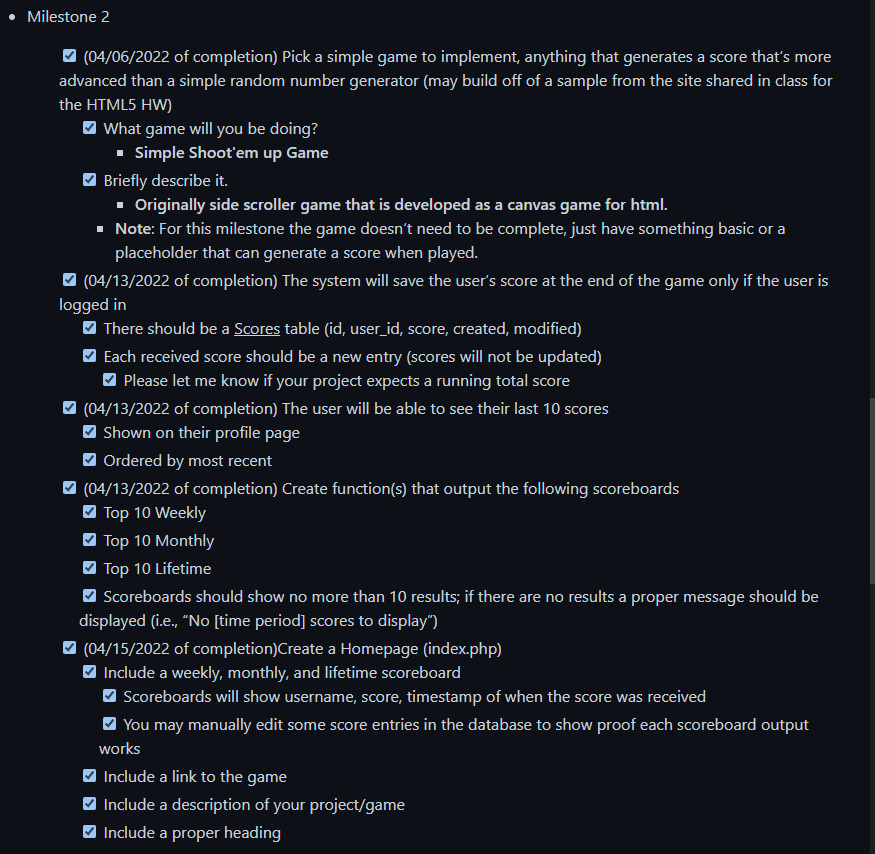 Milestone 2
(04/06/2022 of completion) Pick a simple game to implement, anything that generates a score that's more
advanced than a simple random number generator (may build off of a sample from the site shared in class for
the HTML5 HW)
What game will you be doing?
Simple Shoot'em up Game
Briefly describe it.
Originally side scroller game that is developed as a canvas game for html.
Note: For this milestone the game doesn't need to be complete, just have something basic or a
placeholder that can generate a score when played.
(04/13/2022 of completion) The system will save the user's score at the end of the game only if the user is
logged in
There should be a Scores table (id, user_id, score, created, modified)
Each received score should be a new entry (scores will not be updated)
Please let me know if your project expects a running total score
(04/13/2022 of completion) The user will be able to see their last 10 scores
Shown on their profile page
Ordered by most recent
(04/13/2022 of completion) Create function(s) that output the following scoreboards
Top 10 Weekly
Top 10 Monthly
Top 10 Lifetime
Scoreboards should show no more than 10 results; if there are no results a proper message should be
displayed (i.e., "No [time period] scores to display")
(04/15/2022 of completion)Create a Homepage (index.php)
Include a weekly, monthly, and lifetime scoreboard
Scoreboards will show username, score, timestamp of when the score was received
You may manually edit some score entries in the database to show proof each scoreboard output
works
Include a link to the game
Include a description of your project/game
Include a proper heading